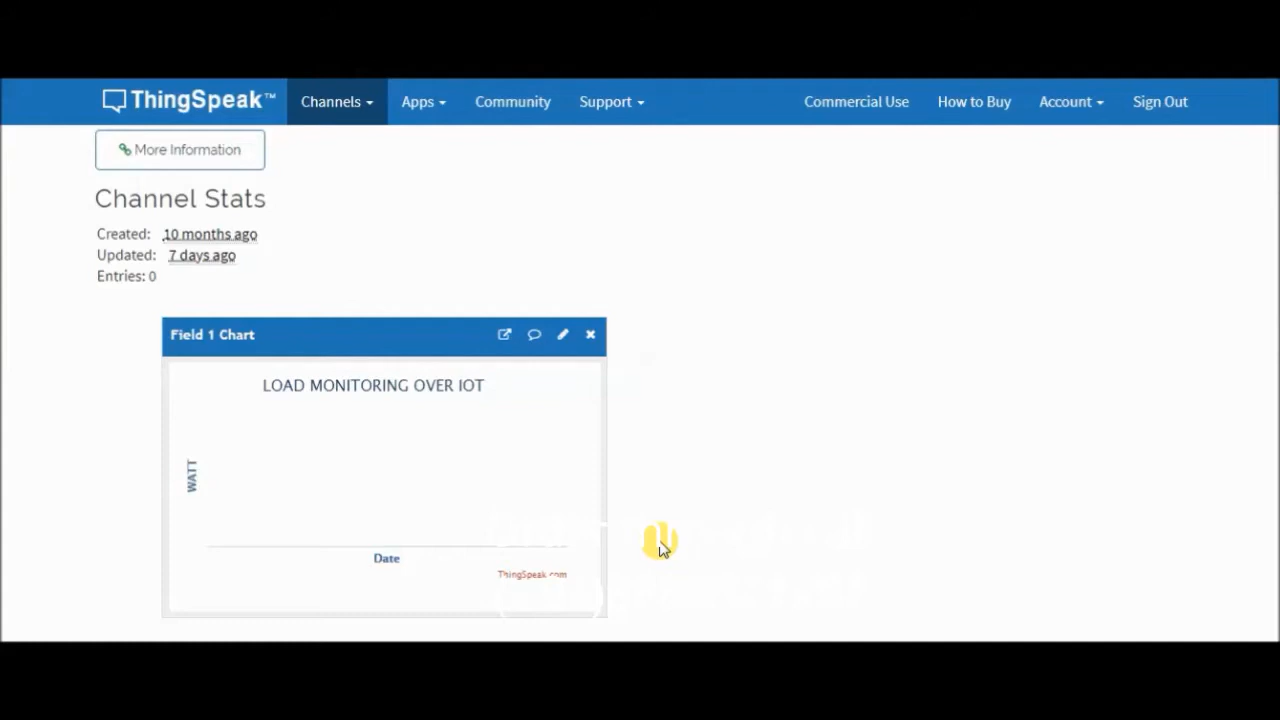 ThingSpeak™ Channels Apps Community Support Commercial Use How to Buy Account Sign Out
More Information
Channel Stats
Created: 10 months ago
Updated: 7 days ago
Entries: 0
Field 1 Chart
LOAD MONITORING OVER IOT
WATT
Date
ThingSpeak.com